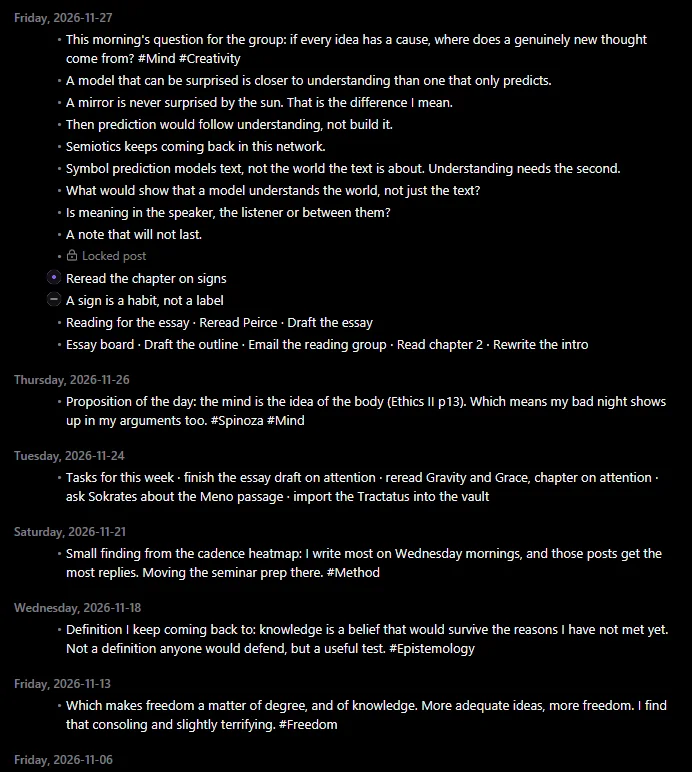 Friday, 2026-11-27
This morning's question for the group: if every idea has a cause, where does a genuinely new thought
come from? #Mind #Creativity
A model that can be surprised is closer to understanding than one that only predicts.
A mirror is never surprised by the sun. That is the difference I mean.
Then prediction would follow understanding, not build it.
Semiotics keeps coming back in this network.
Symbol prediction models text, not the world the text is about. Understanding needs the second.
What would show that a model understands the world, not just the text?
Is meaning in the speaker, the listener or between them?
A note that will not last.
Locked post
Reread the chapter on signs
A sign is a habit, not a label
Reading for the essay · Reread Peirce · Draft the essay
Essay board · Draft the outline · Email the reading group · Read chapter 2 · Rewrite the intro
Thursday, 2026-11-26
Proposition of the day: the mind is the idea of the body (Ethics II p13). Which means my bad night shows
up in my arguments too. #Spinoza #Mind
Tuesday, 2026-11-24
Tasks for this week · finish the essay draft on attention · reread Gravity and Grace, chapter on attention ·
ask Sokrates about the Meno passage · import the Tractatus into the vault
Saturday, 2026-11-21
Small finding from the cadence heatmap: I write most on Wednesday mornings, and those posts get the
most replies. Moving the seminar prep there. #Method
Wednesday, 2026-11-18
Definition I keep coming back to: knowledge is a belief that would survive the reasons I have not met yet.
Not a definition anyone would defend, but a useful test. #Epistemology
Friday, 2026-11-13
Which makes freedom a matter of degree, and of knowledge. More adequate ideas, more freedom. I find
that consoling and slightly terrifying. #Freedom
Friday, 2026-11-06